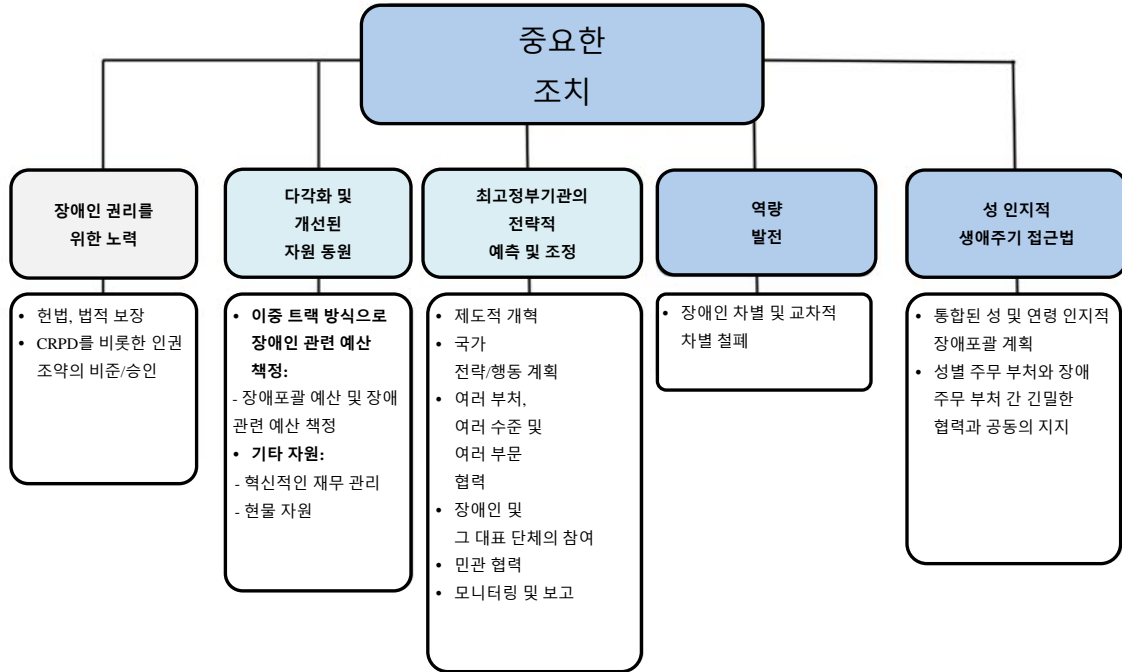 중요한
조치
장애인 권리를
위한 노력
• 헌법, 법적 보장
• CRPD를 비롯한 인권
조약의 비준/승인
다각화 및
개선된
자원 동원
• 이중 트랙 방식으로
장애인 관련 예산
책정:
- 장애포괄 예산 및 장애
관련 예산 책정
• 기타 자원:
- 혁신적인 재무 관리
- 현물 자원
최고정부기관의
전략적
예측 및 조정
• 제도적 개혁
• 국가
전략/행동 계획
• 여러 부처,
여러 수준 및
여러 부문
협력
• 장애인 및
그 대표 단체의 참여
• 민관 협력
• 모니터링 및 보고
역량
발전
• 장애인 차별 및 교차적
차별 철폐
성 인지적
생애주기 접근법
• 통합된 성 및 연령 인지적
장애포괄 계획
• 성별 주무 부처와 장애
주무 부처 간 긴밀한
협력과 공동의 지지